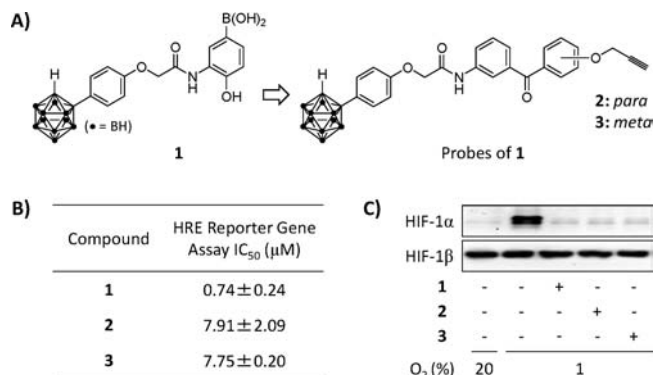 A)
B(OH)₂
H
O
O
N
H
OH
(• = BH)
1
H
O
O
N
H
O
O
2: para
3: meta
Probes of 1
B)
Compound HRE Reporter Gene Assay IC₅₀ (μM)
1 0.74±0.24
2 7.91±2.09
3 7.75±0.20
C)
HIF-1α
HIF-1β
1 - - + - -
2 - - - + -
3 - - - - +
O₂ (%) 20 1